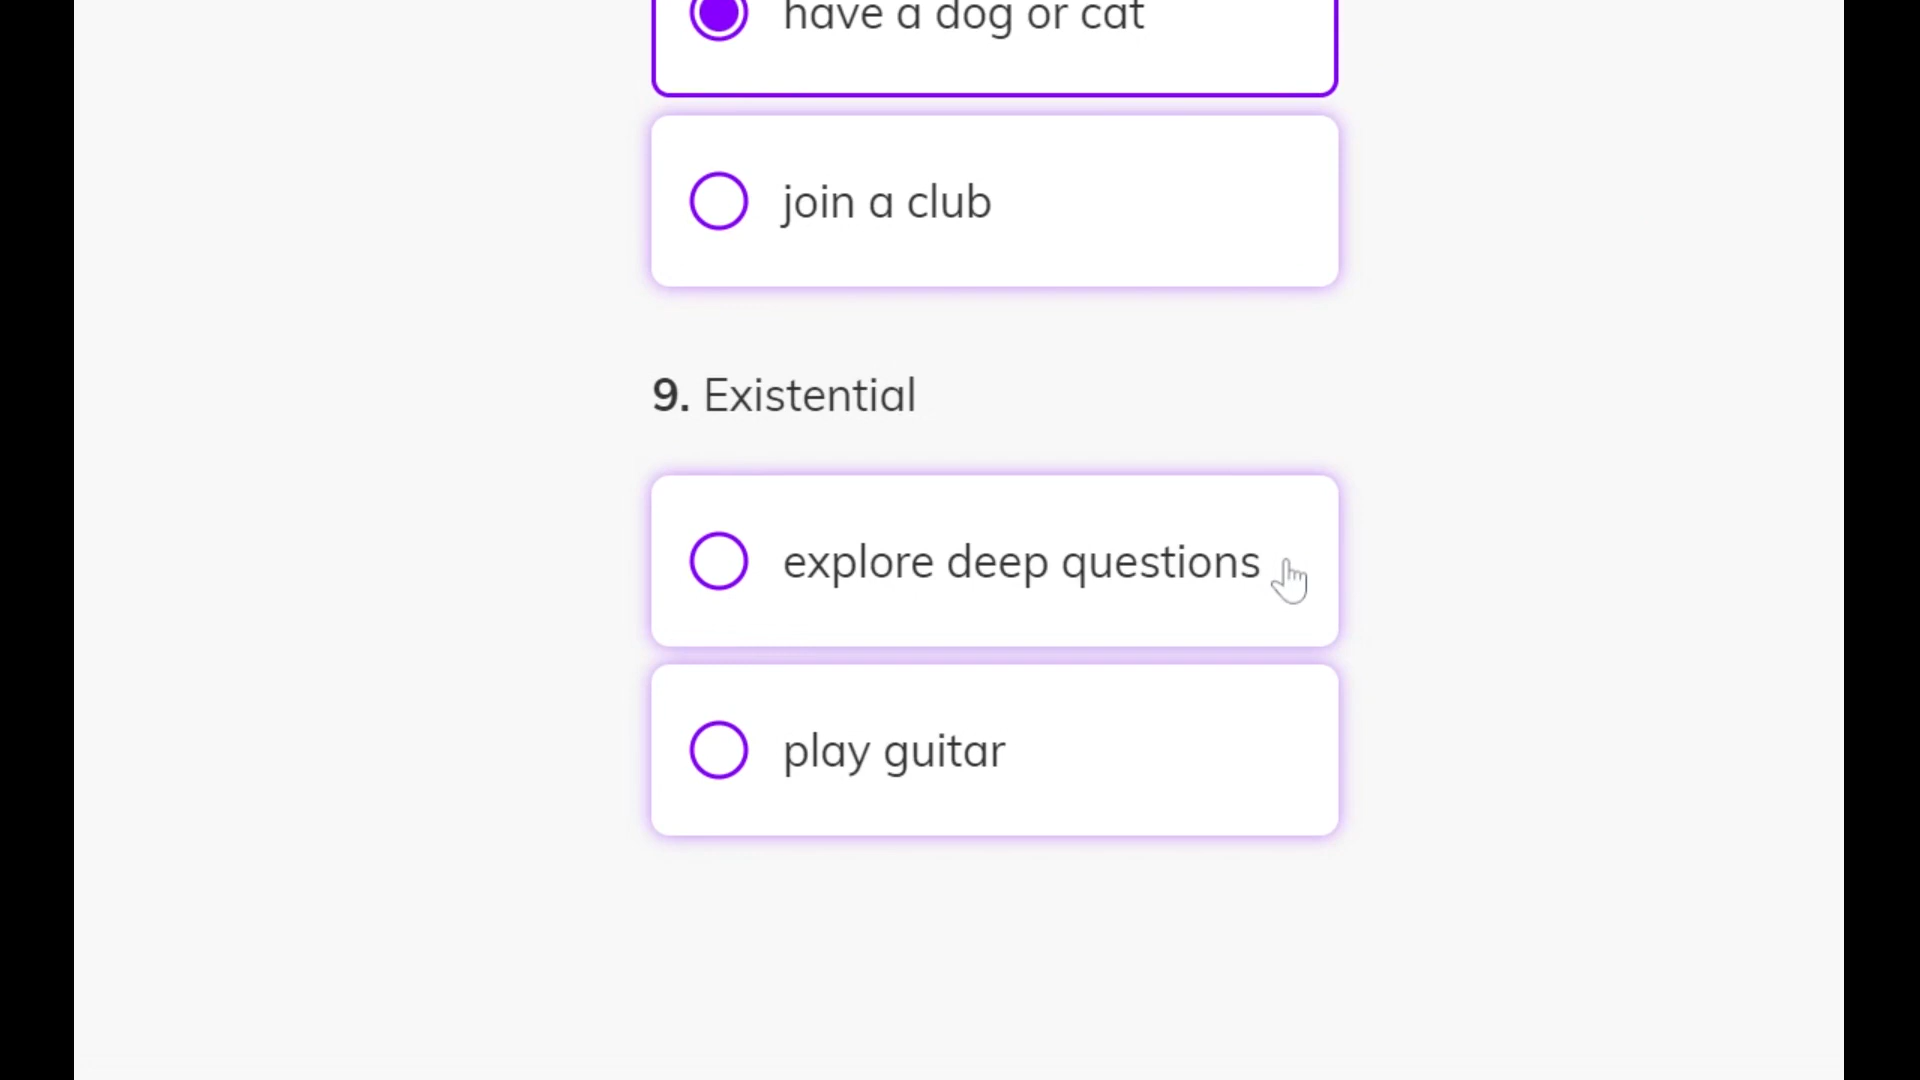 have a dog or cat
join a club
9. Existential
explore deep questions
play guitar